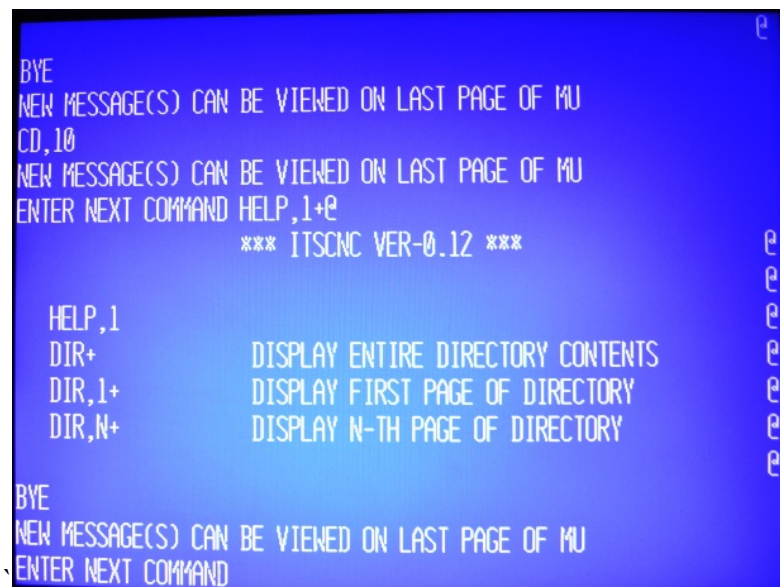 @
BYE
NEW MESSAGE(S) CAN BE VIEWED ON LAST PAGE OF MU
CD,10
NEW MESSAGE(S) CAN BE VIEWED ON LAST PAGE OF MU
ENTER NEXT COMMAND HELP,1+@
*** ITSCNC VER-0.12 *** @
@
HELP,1 @
DIR+ DISPLAY ENTIRE DIRECTORY CONTENTS @
DIR,1+ DISPLAY FIRST PAGE OF DIRECTORY @
DIR,N+ DISPLAY N-TH PAGE OF DIRECTORY @
@
BYE
NEW MESSAGE(S) CAN BE VIEWED ON LAST PAGE OF MU
ENTER NEXT COMMAND